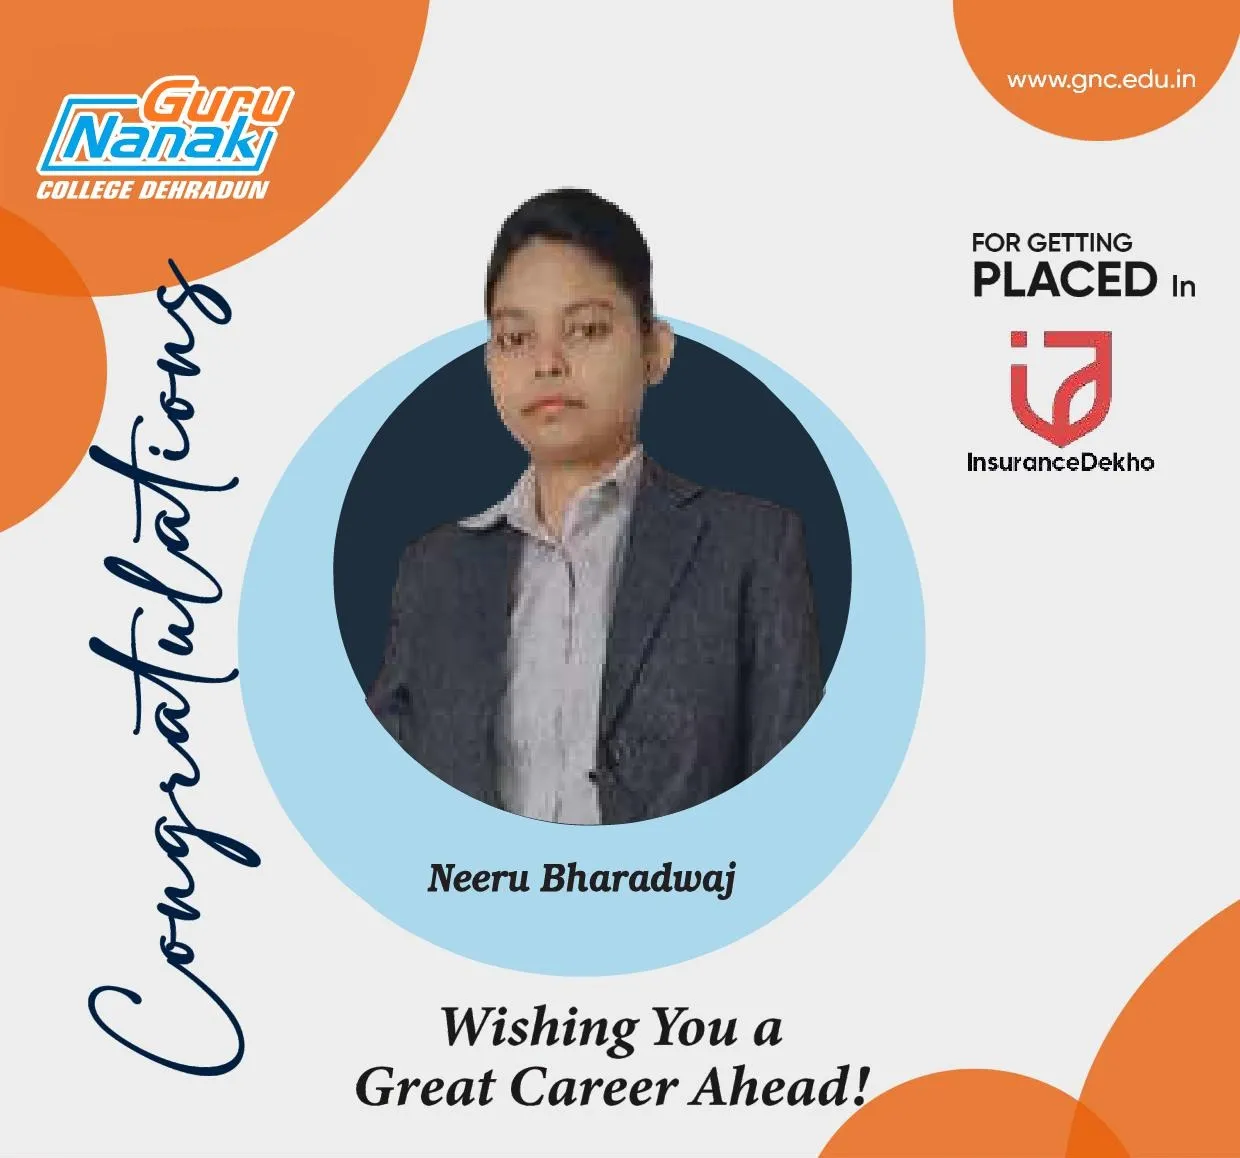 Guru
Nanak
COLLEGE DEHRADUN
www.gnc.edu.in
Congratulations
FOR GETTING
PLACED In
InsuranceDekho
Neeru Bharadwaj
Wishing You a
Great Career Ahead!